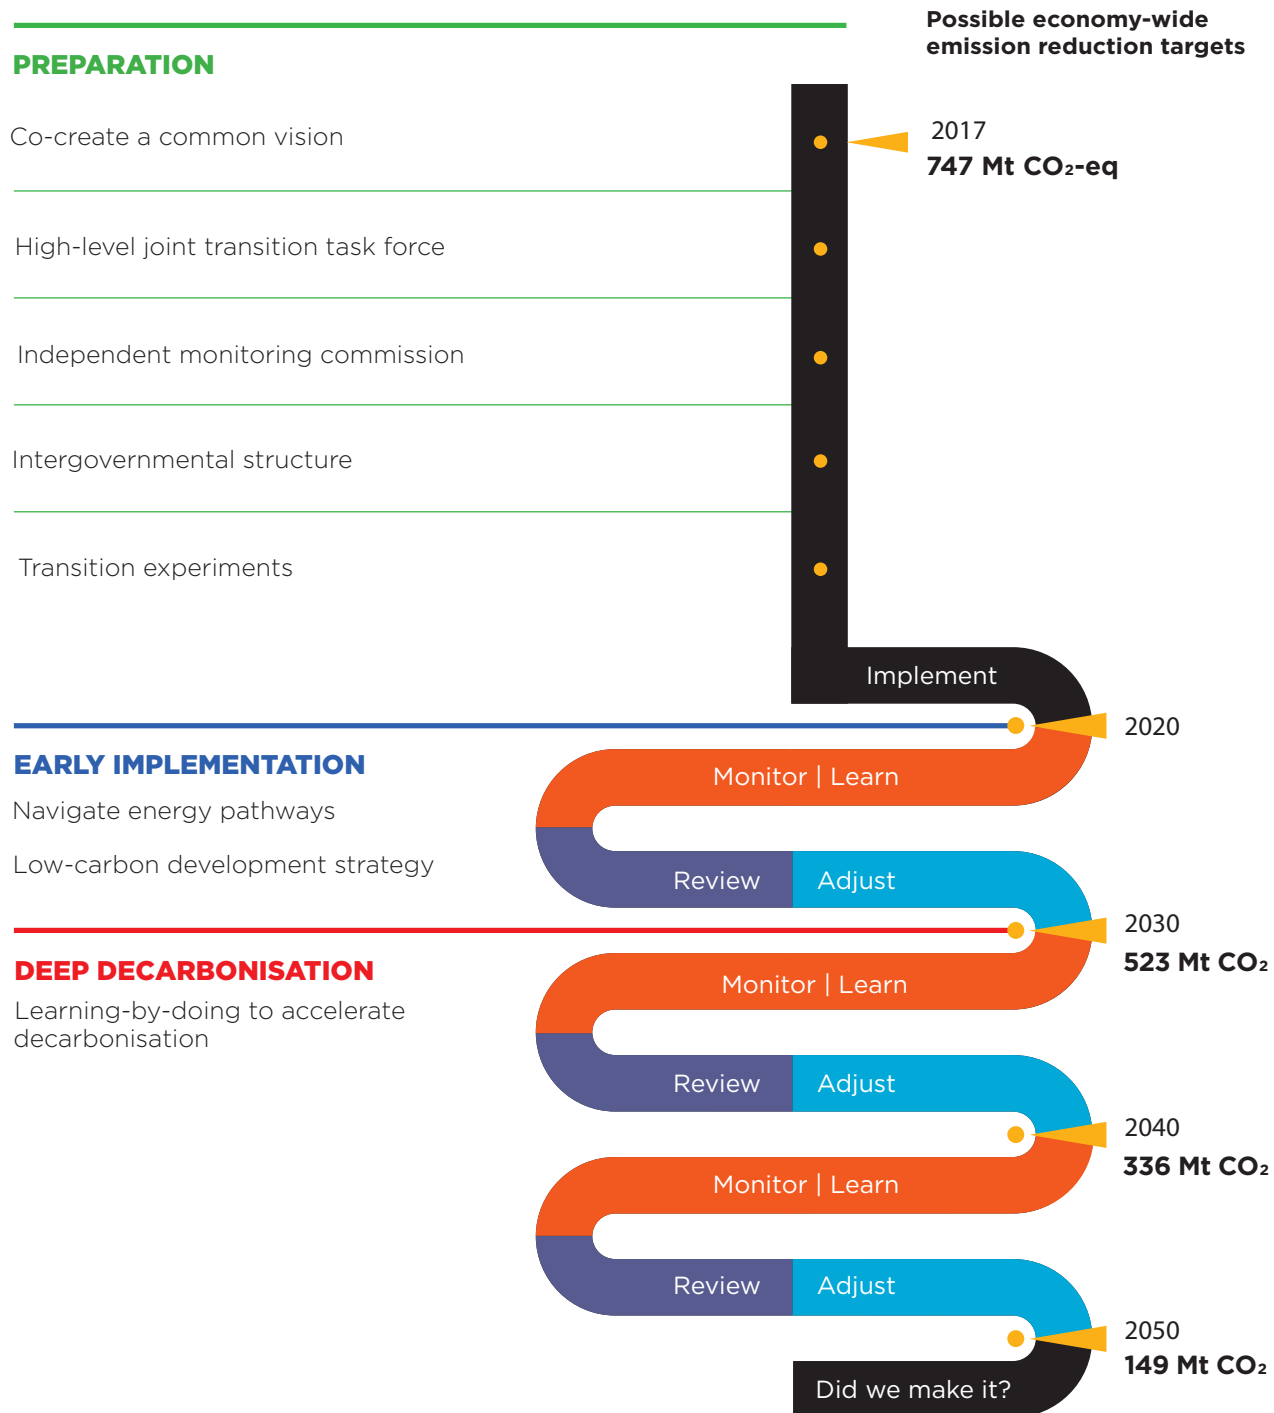 Possible economy-wide
emission reduction targets
PREPARATION
Co-create a common vision
2017
747 Mt CO₂-eq
High-level joint transition task force
Independent monitoring commission
Intergovernmental structure
Transition experiments
Implement
2020
EARLY IMPLEMENTATION
Monitor | Learn
Navigate energy pathways
Low-carbon development strategy
Review
Adjust
2030
523 Mt CO₂
DEEP DECARBONISATION
Monitor | Learn
Learning-by-doing to accelerate
decarbonisation
Review
Adjust
2040
336 Mt CO₂
Monitor | Learn
Review
Adjust
2050
149 Mt CO₂
Did we make it?